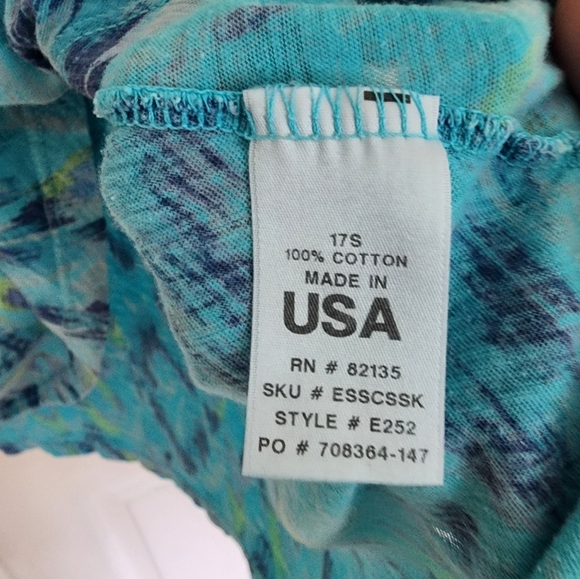 17S
100% COTTON
MADE IN
USA
RN # 82135
SKU # ESSCSSK
STYLE # E252
PO # 708364-147